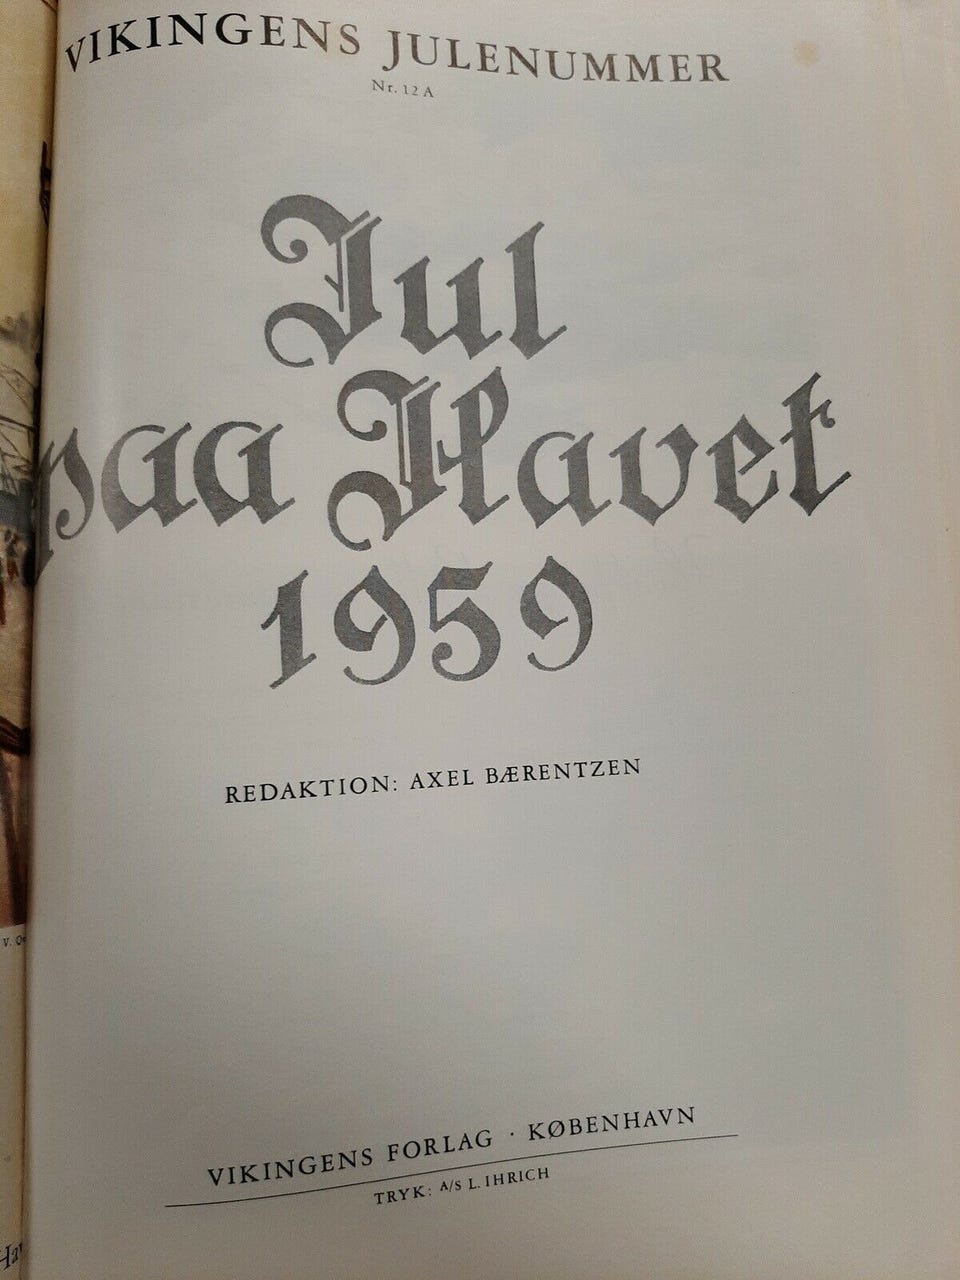 VIKINGENS JULENUMMER
Nr. 12 A
Jul
paa Havet
1959
REDAKTION: AXEL BÆRENTZEN
VIKINGENS FORLAG · KØBENHAVN
TRYK: A/S L. IHRICH
V.